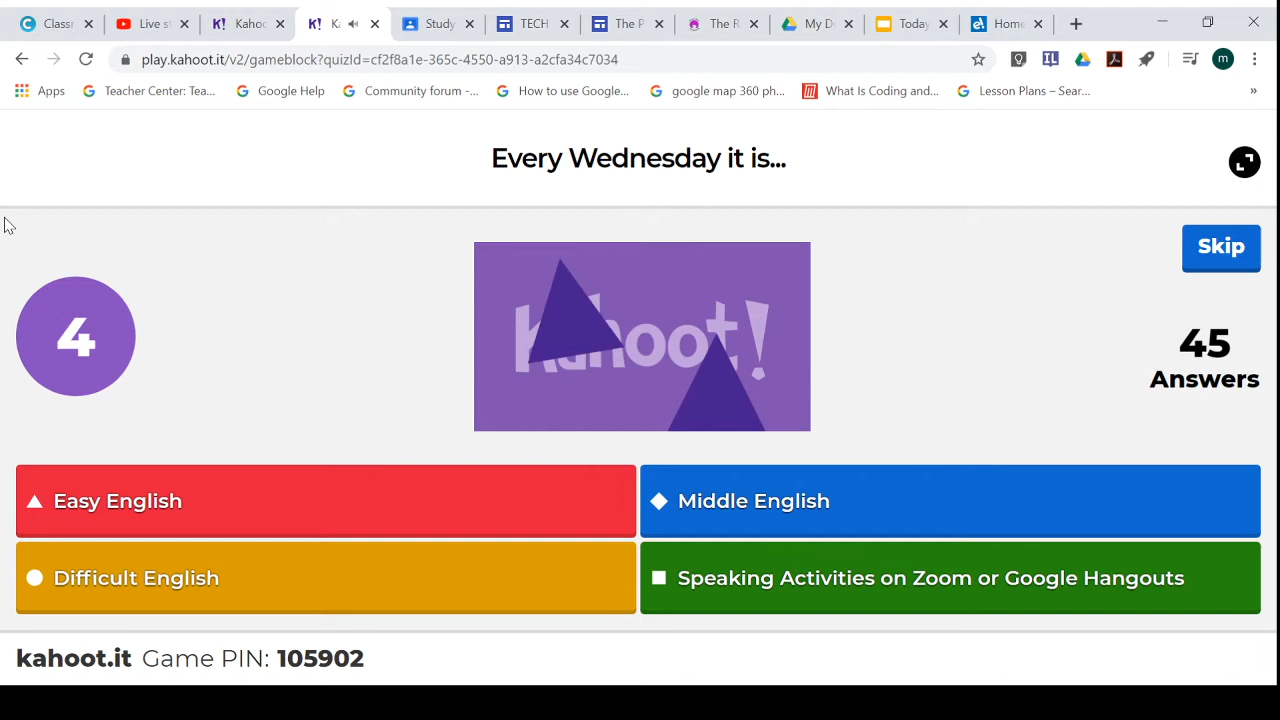 Classr
Live st
Kahoo
Ka
Study
TECH
The P
The R
My D
Today
Home
play.kahoot.it/v2/gameblock?quizId=cf2f8a1e-365c-4550-a913-a2cfa34c7034
m
Apps
Teacher Center: Tea...
Google Help
Community forum -...
How to use Google...
google map 360 ph...
What Is Coding and...
Lesson Plans – Sear...
»
Every Wednesday it is...
Skip
4
Kahoot!
45
Answers
Easy English
Middle English
Difficult English
Speaking Activities on Zoom or Google Hangouts
kahoot.it Game PIN: 105902